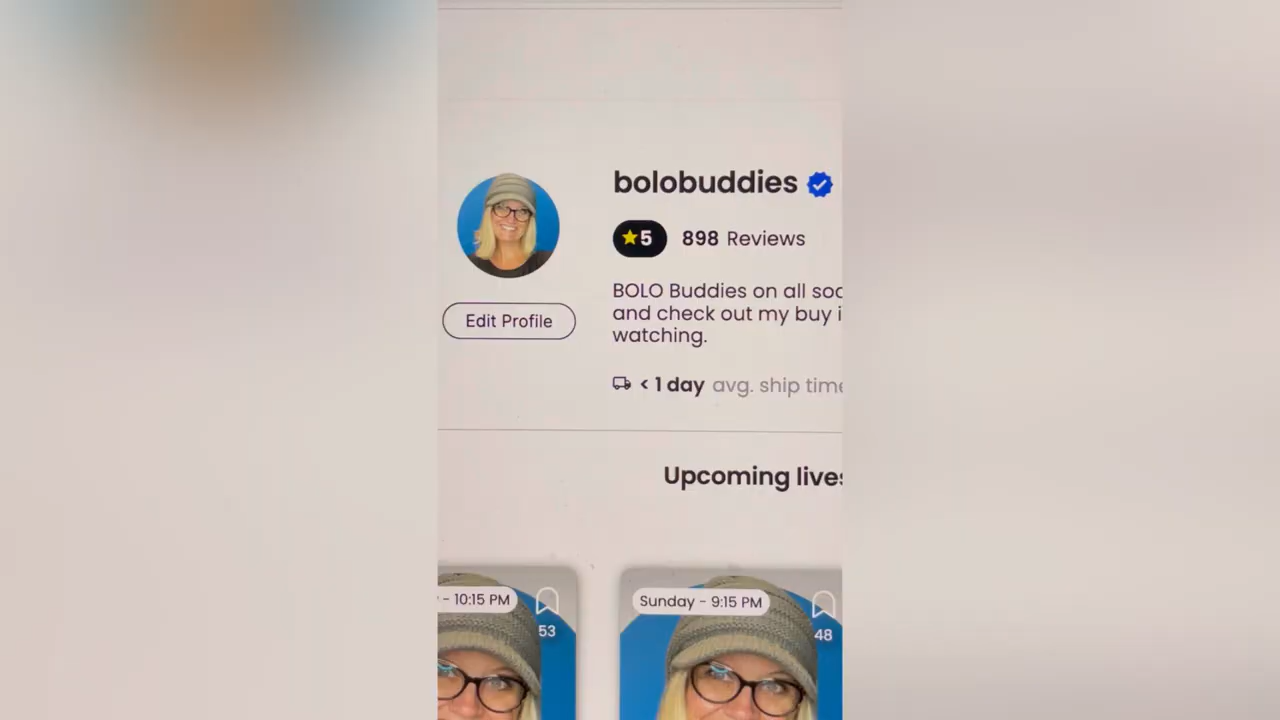 bolobuddies
5 898 Reviews
BOLO Buddies on all soc
and check out my buy i
watching.
Edit Profile
< 1 day avg. ship time
Upcoming lives
- 10:15 PM
53
Sunday - 9:15 PM
48